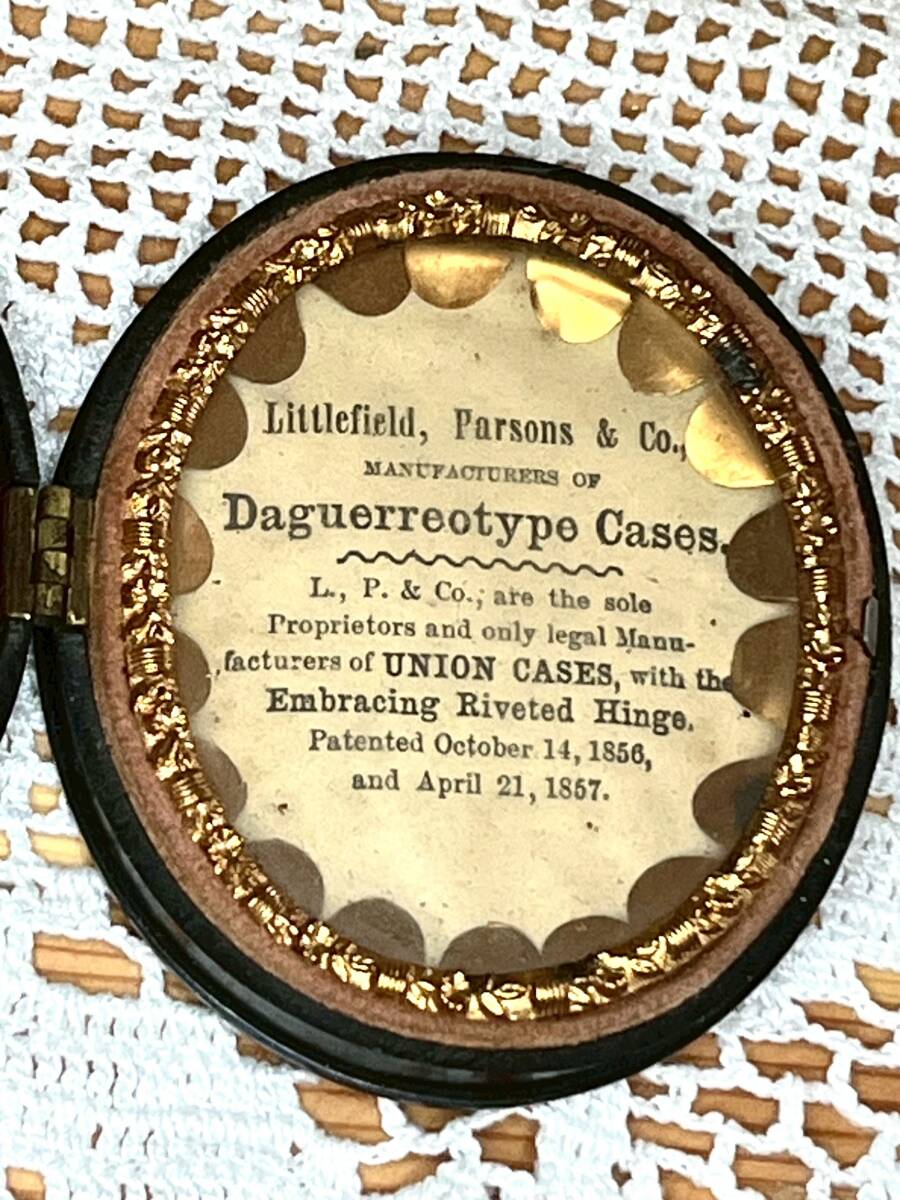 Littlefield, Parsons & Co.,
MANUFACTURERS OF
Daguerreotype Cases.
L., P. & Co., are the sole
Proprietors and only legal Manu-
facturers of UNION CASES, with the
Embracing Riveted Hinge.
Patented October 14, 1856,
and April 21, 1857.